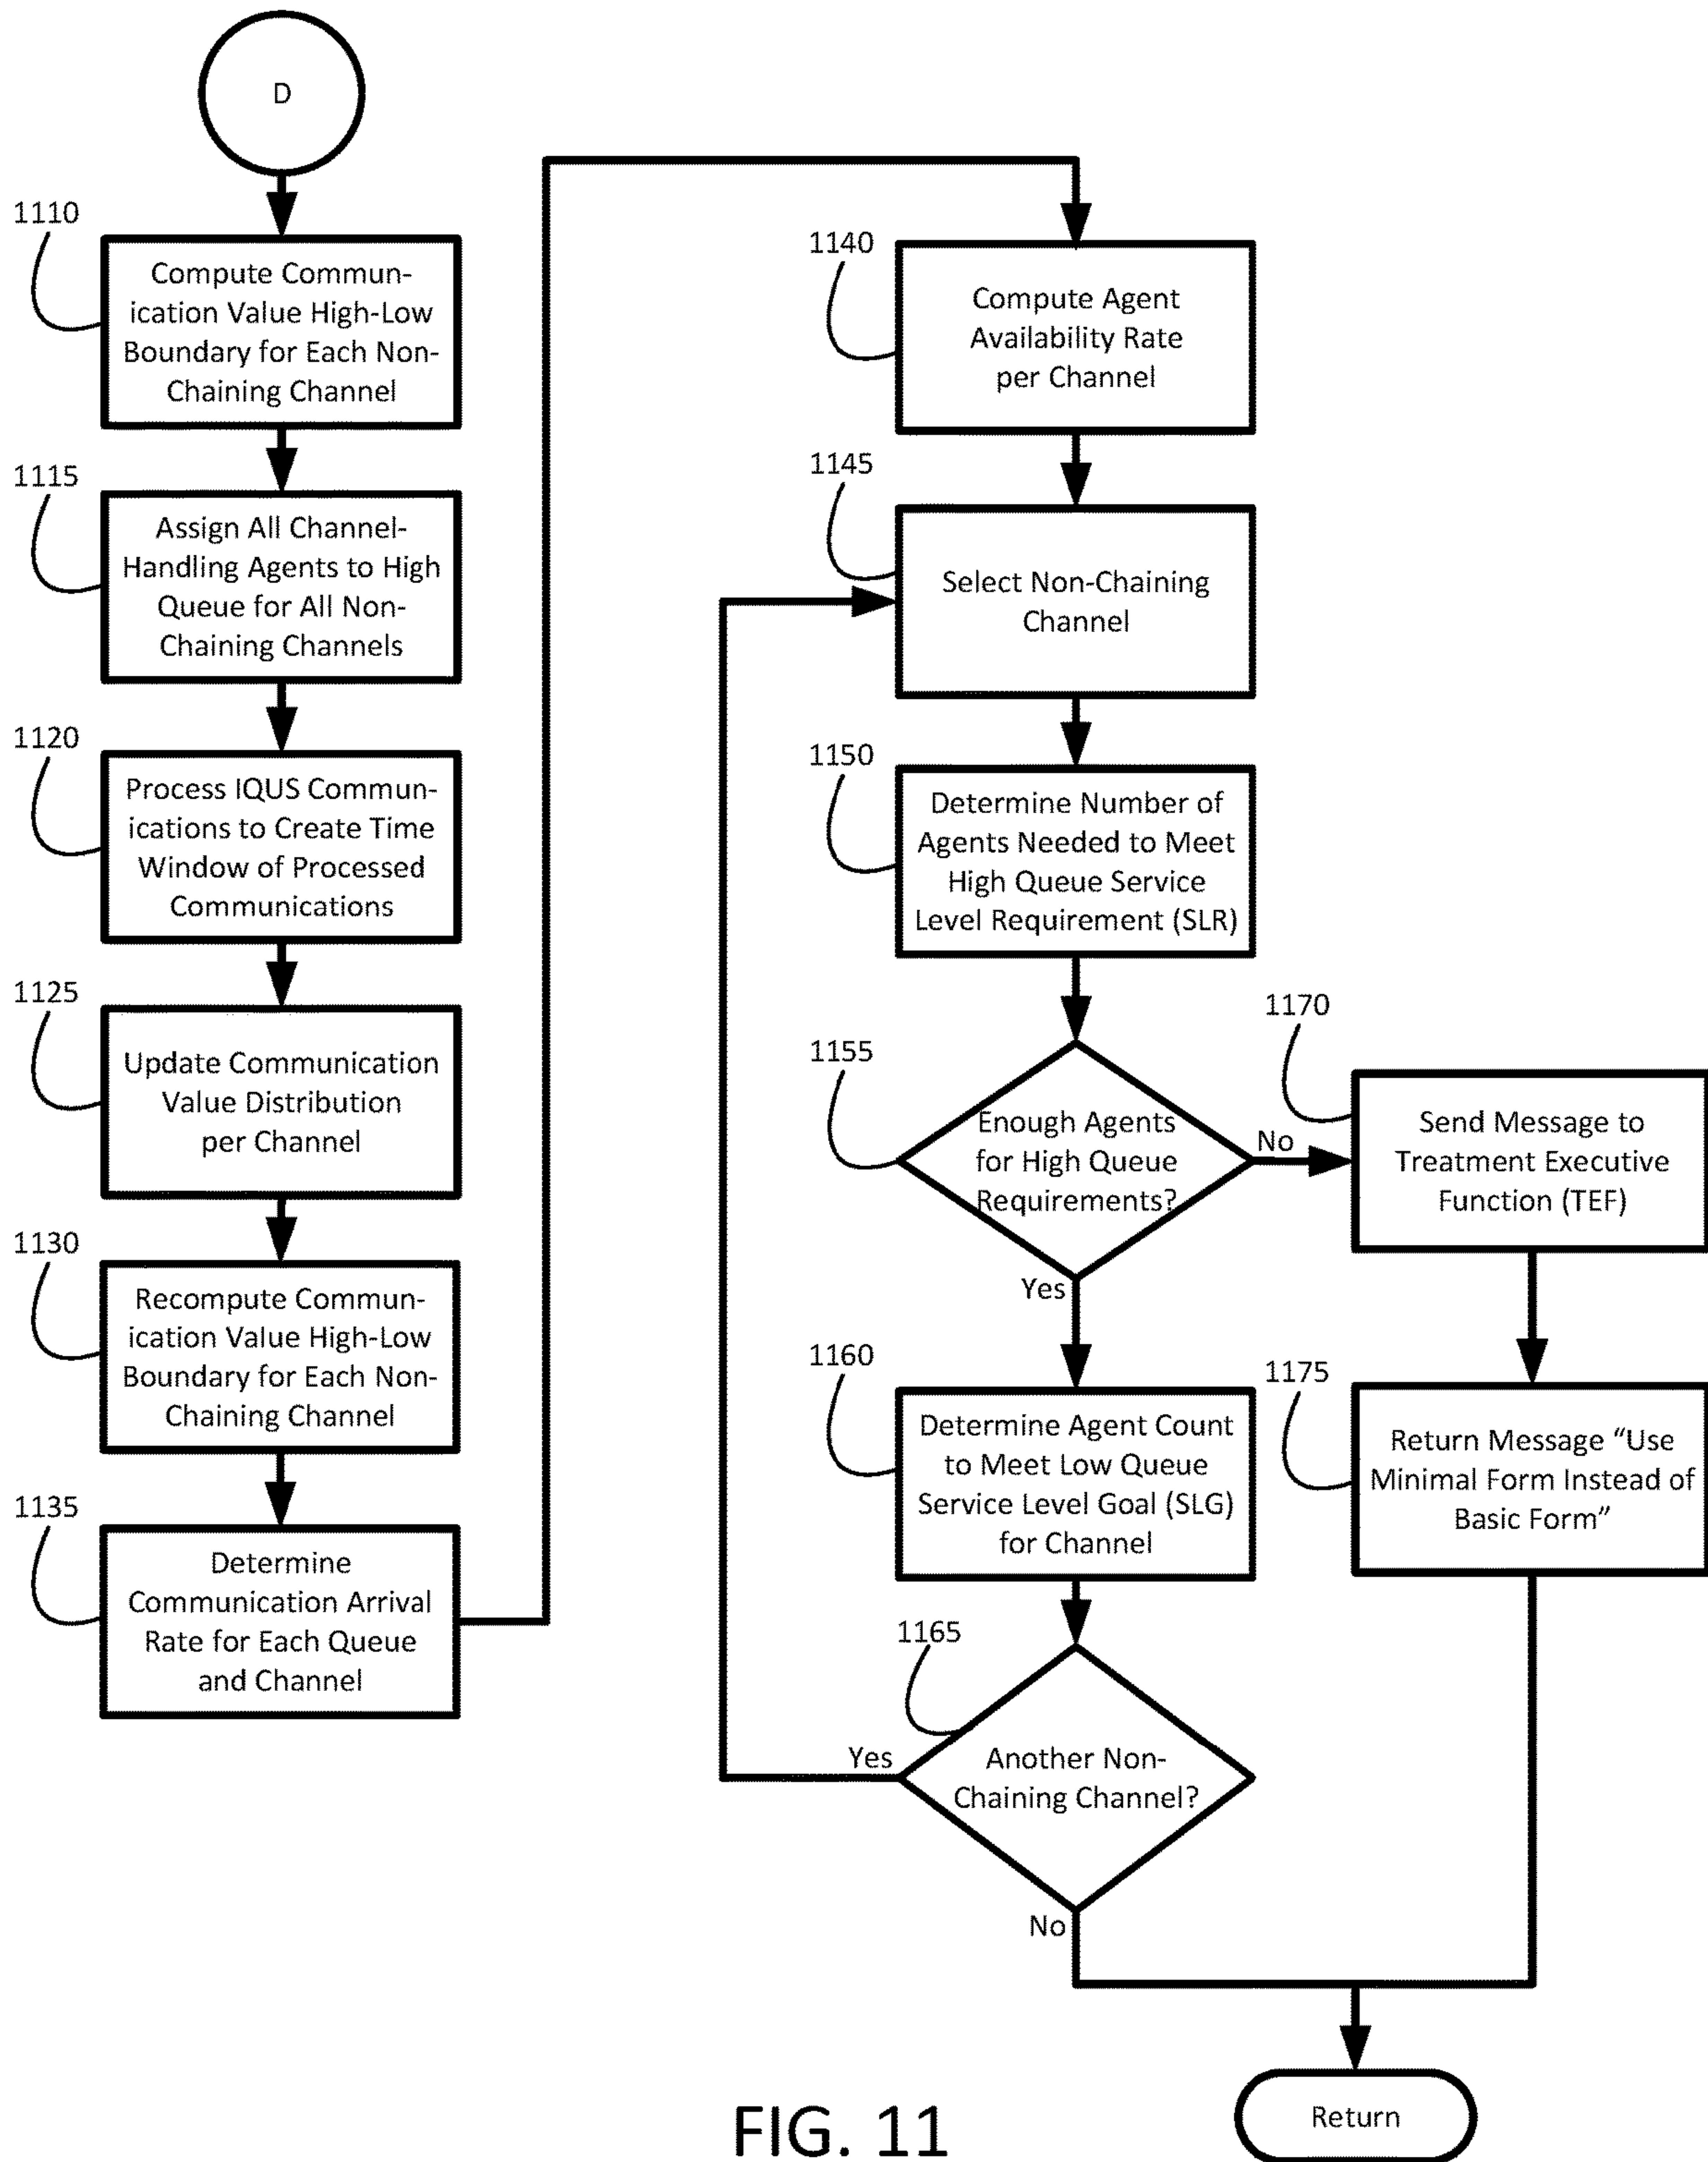 D
1110
Compute Commun-
ication Value High-Low
Boundary for Each Non-
Chaining Channel
1115
Assign All Channel-
Handling Agents to High
Queue for All Non-
Chaining Channels
1120
Process IQUS Commun-
ications to Create Time
Window of Processed
Communications
1125
Update Communication
Value Distribution
per Channel
1130
Recompute Commun-
ication Value High-Low
Boundary for Each Non-
Chaining Channel
1135
Determine
Communication Arrival
Rate for Each Queue
and Channel
1140
Compute Agent
Availability Rate
per Channel
1145
Select Non-Chaining
Channel
1150
Determine Number of
Agents Needed to Meet
High Queue Service
Level Requirement (SLR)
1155
Enough Agents
for High Queue
Requirements?
No
Yes
1170
Send Message to
Treatment Executive
Function (TEF)
1160
Determine Agent Count
to Meet Low Queue
Service Level Goal (SLG)
for Channel
1175
Return Message “Use
Minimal Form Instead of
Basic Form”
1165
Another Non-
Chaining Channel?
Yes
No
Return
FIG. 11